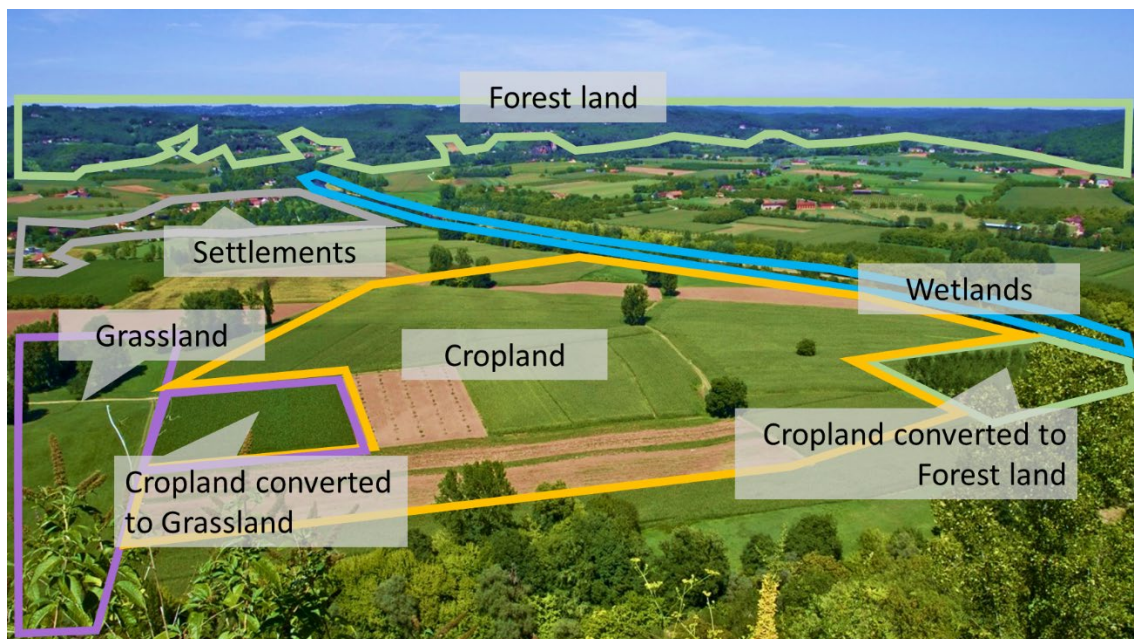 Forest land
Settlements
Wetlands
Grassland
Cropland
Cropland converted to
Forest land
Cropland converted
to Grassland